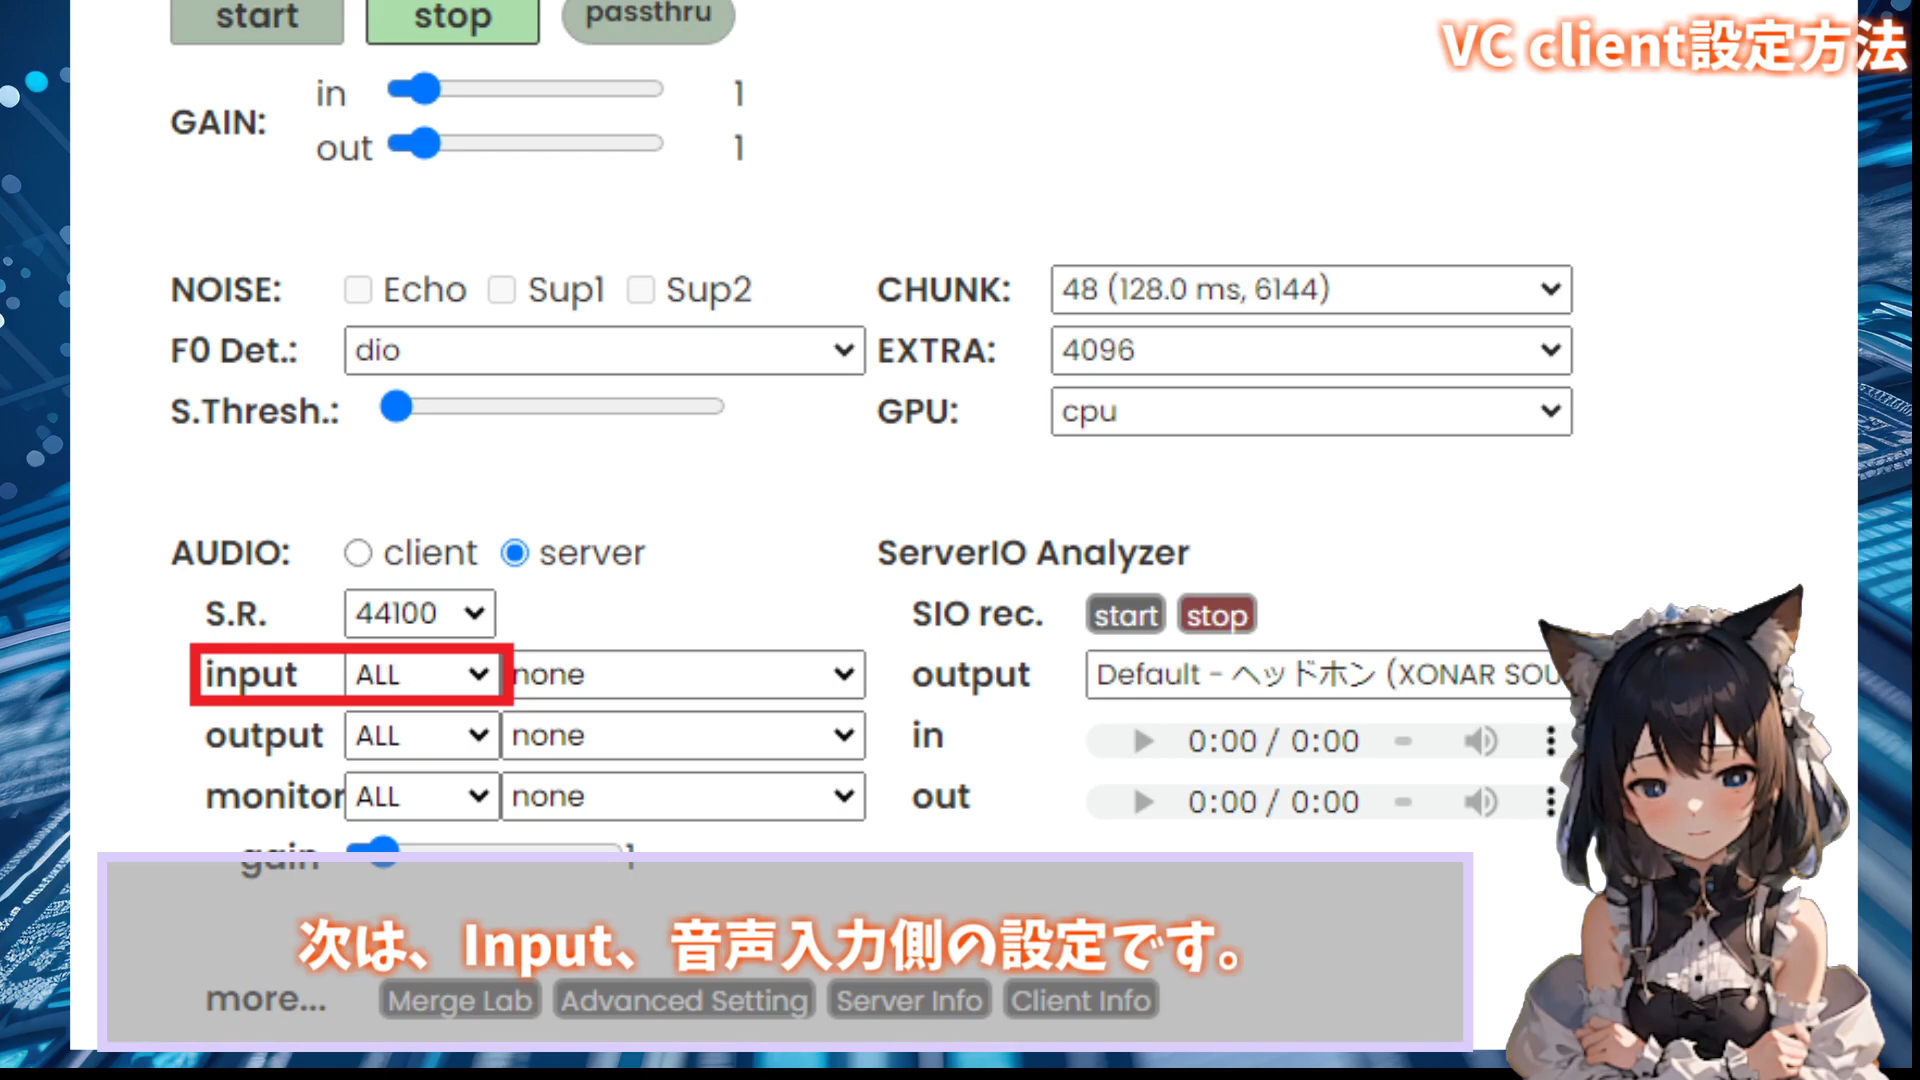 start stop passthru
VC client設定方法
GAIN:
in 1
out 1
NOISE: Echo Sup1 Sup2 CHUNK: 48 (128.0 ms, 6144)
F0 Det.: dio EXTRA: 4096
S.Thresh.: GPU: cpu
AUDIO: client server ServerIO Analyzer
S.R. 44100 SIO rec. start stop
input ALL none output Default - ヘッドホン (XONAR SOU
output ALL none in 0:00 / 0:00
monitor ALL none out 0:00 / 0:00
gain 1
次は、Input、音声入力側の設定です。
more... Merge Lab Advanced Setting Server Info Client Info